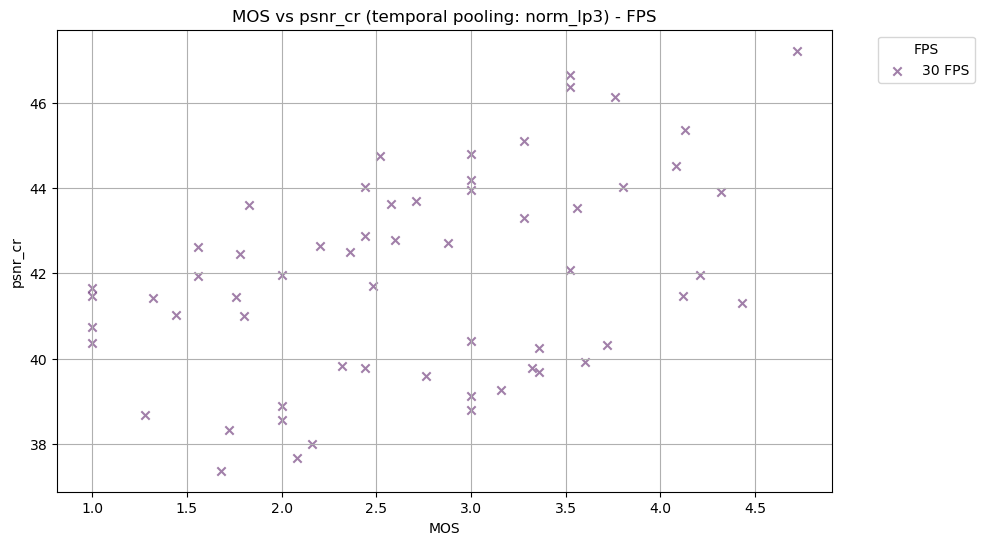 MOS vs psnr_cr (temporal pooling: norm_lp3) - FPS
FPS
30 FPS
psnr_cr
46
44
42
40
38
1.0 1.5 2.0 2.5 3.0 3.5 4.0 4.5
MOS